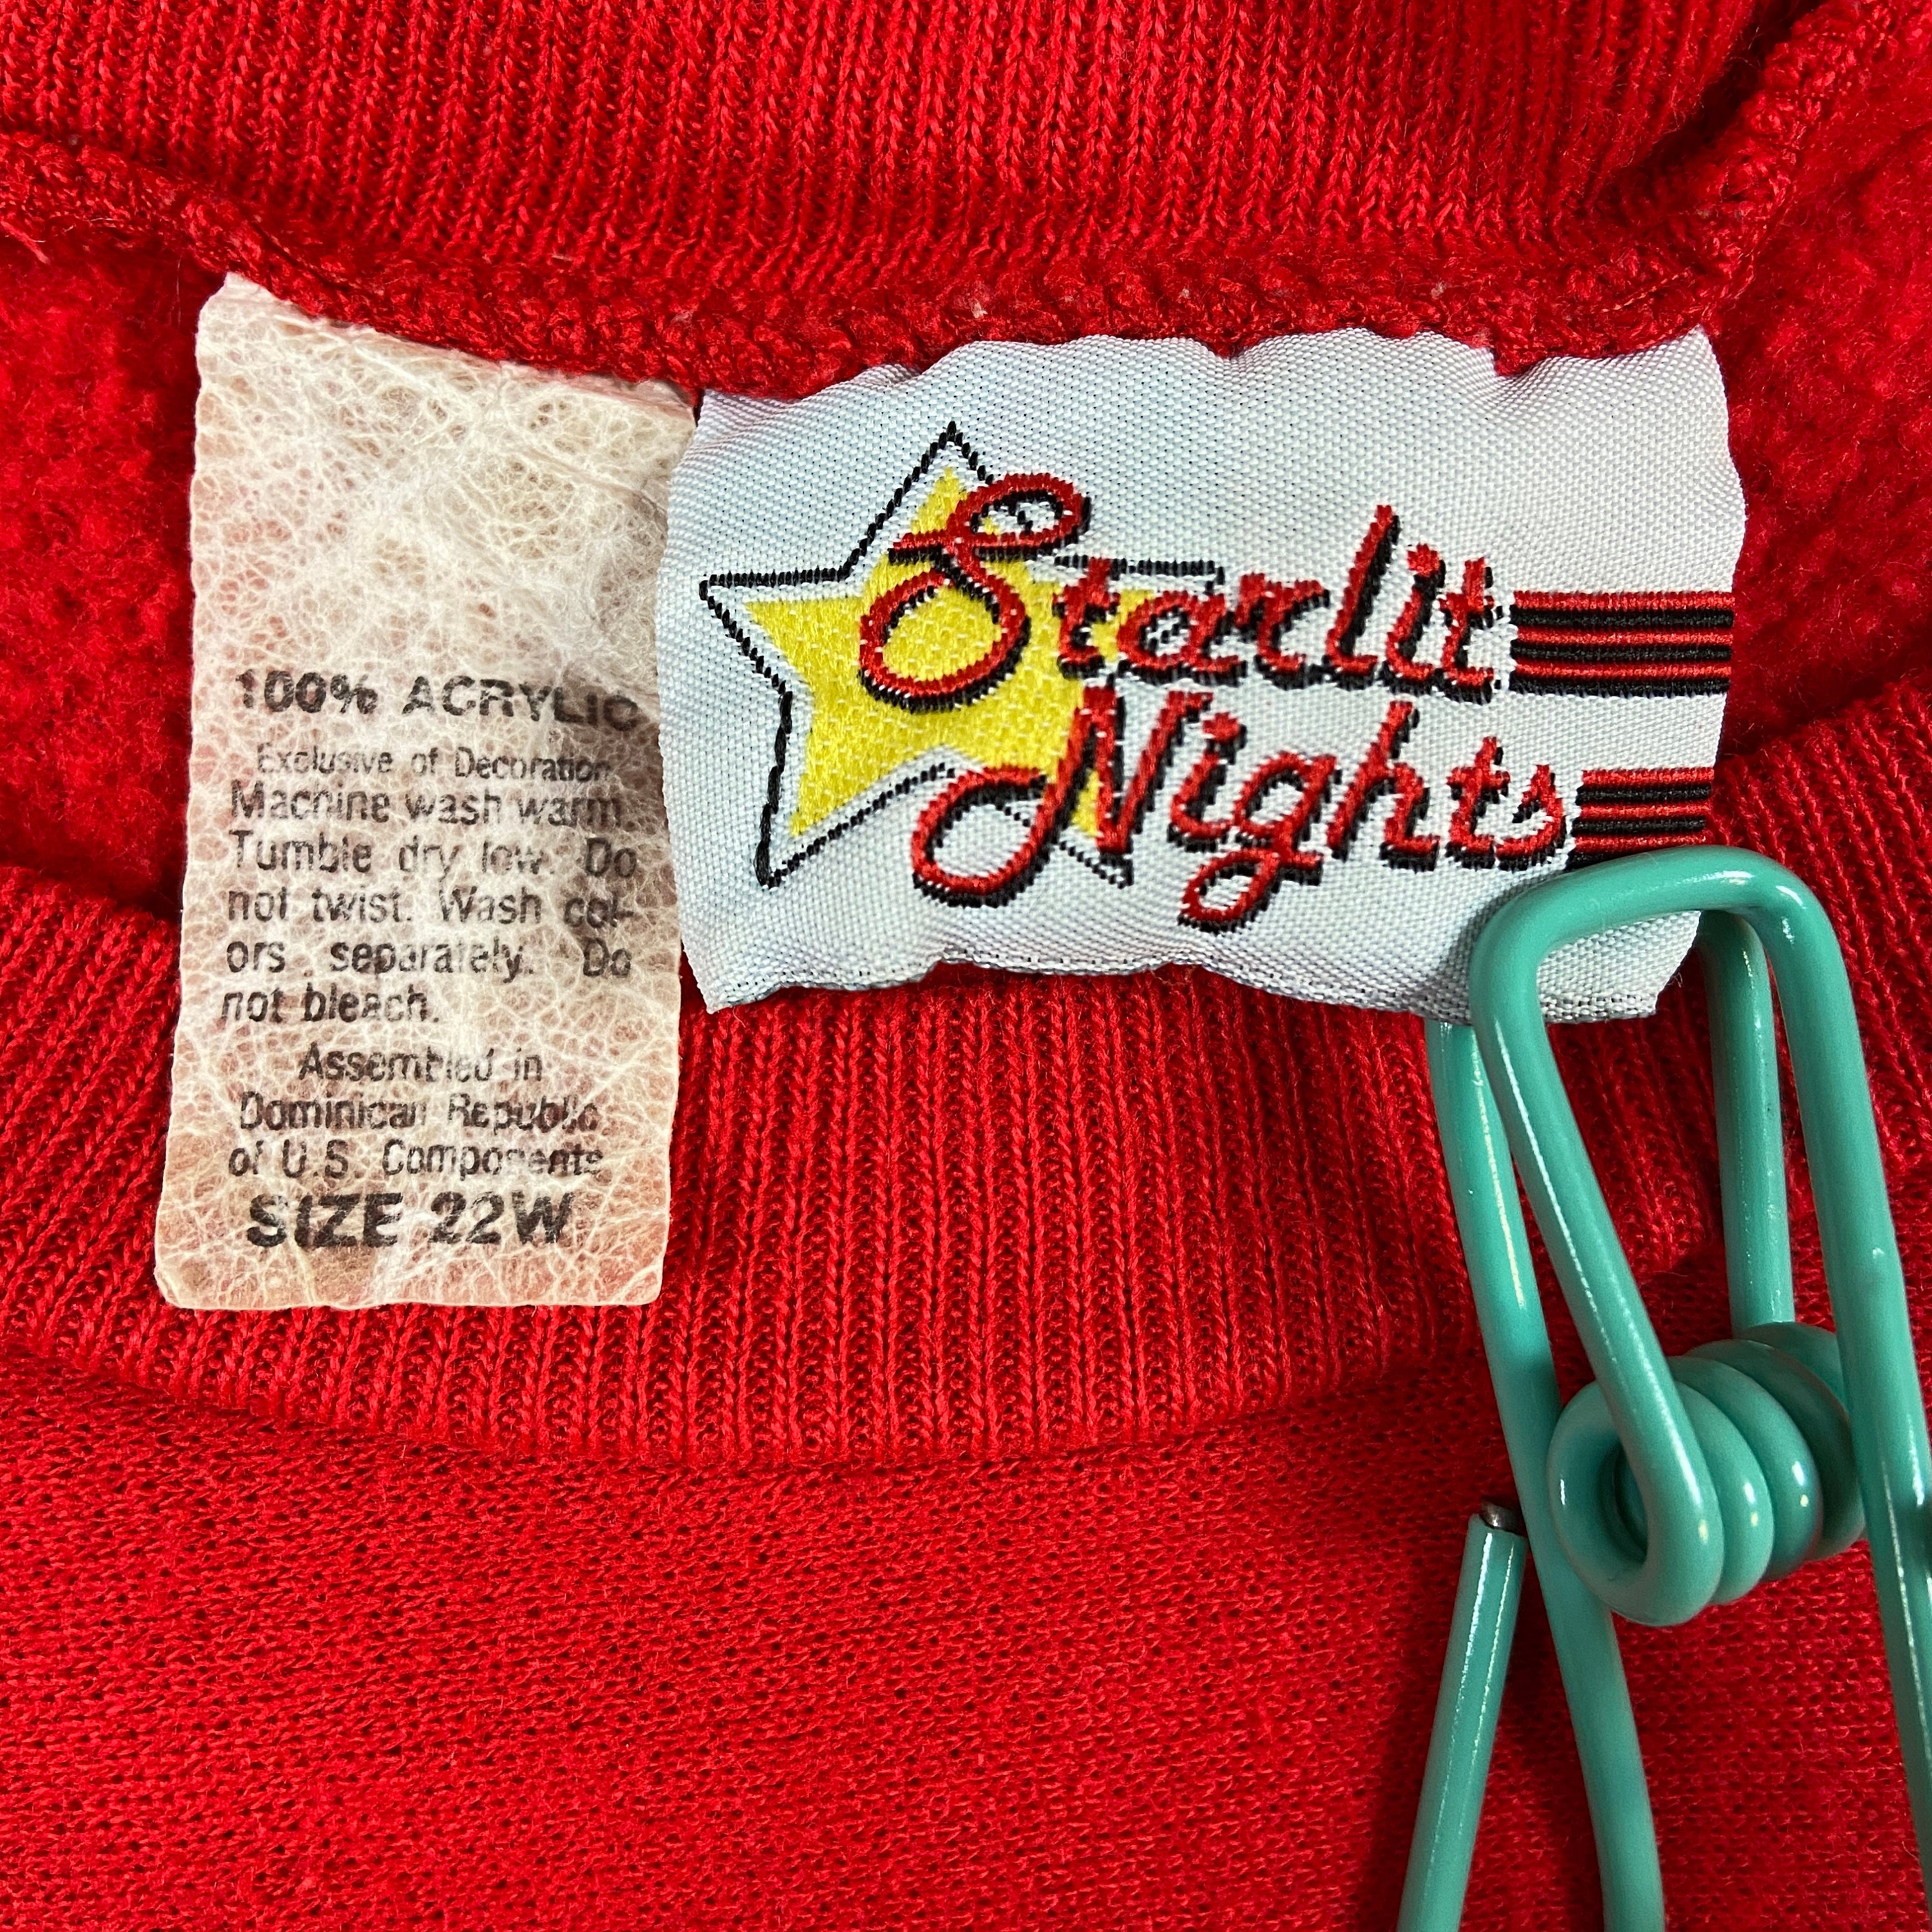 100% ACRYLIC
Exclusive of Decoration
Machine wash warm.
Tumble dry low. Do
not twist. Wash col-
ors separately. Do
not bleach.
Assembled in
Dominican Republic
of U.S. Components
SIZE 22W
Starlit
Nights